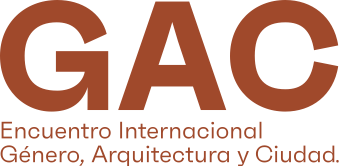 GAC
Encuentro Internacional
Género, Arquitectura y Ciudad.